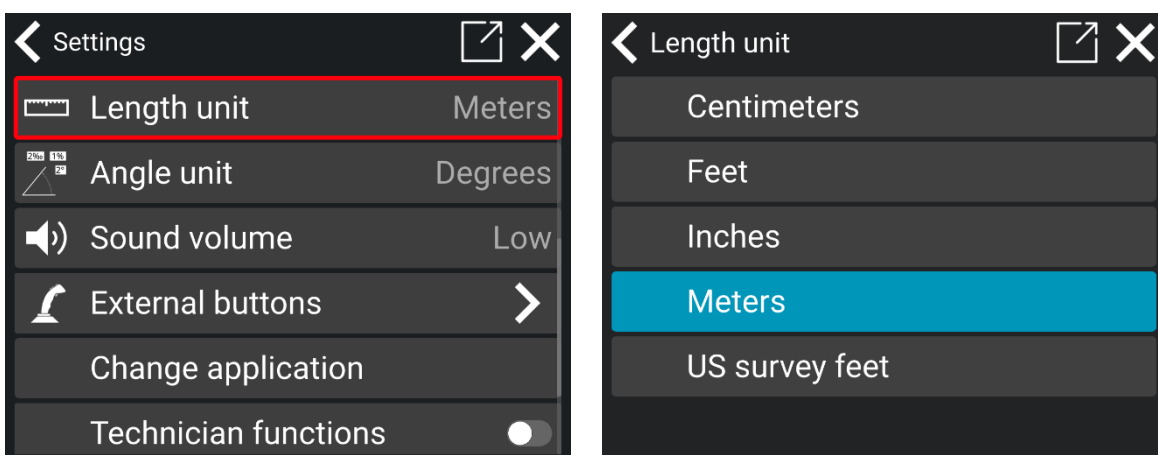 Settings
Length unit Meters
2‰ 1%
2°
Angle unit Degrees
Sound volume Low
External buttons
Change application
Technician functions
Length unit
Centimeters
Feet
Inches
Meters
US survey feet